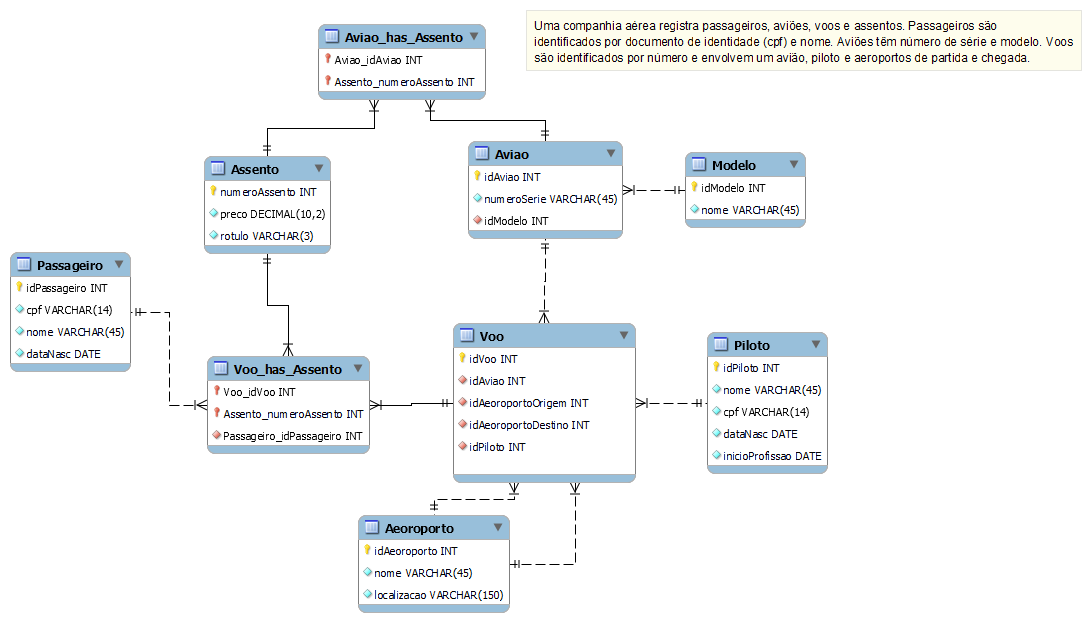 Uma companhia aérea registra passageiros, aviões, voos e assentos. Passageiros são
identificados por documento de identidade (cpf) e nome. Aviões têm número de série e modelo. Voos
são identificados por número e envolvem um avião, piloto e aeroportos de partida e chegada.
Aviao_has_Assento
Aviao_idAviao INT
Assento_numeroAssento INT
Assento
numeroAssento INT
preco DECIMAL(10,2)
rotulo VARCHAR(3)
Aviao
idAviao INT
numeroSerie VARCHAR(45)
idModelo INT
Modelo
idModelo INT
nome VARCHAR(45)
Passageiro
idPassageiro INT
cpf VARCHAR(14)
nome VARCHAR(45)
dataNasc DATE
Voo_has_Assento
Voo_idVoo INT
Assento_numeroAssento INT
Passageiro_idPassageiro INT
Voo
idVoo INT
idAviao INT
idAeoroportoOrigem INT
idAeoroportoDestino INT
idPiloto INT
Piloto
idPiloto INT
nome VARCHAR(45)
cpf VARCHAR(14)
dataNasc DATE
inicioProfissao DATE
Aeoroporto
idAeoroporto INT
nome VARCHAR(45)
localizacao VARCHAR(150)